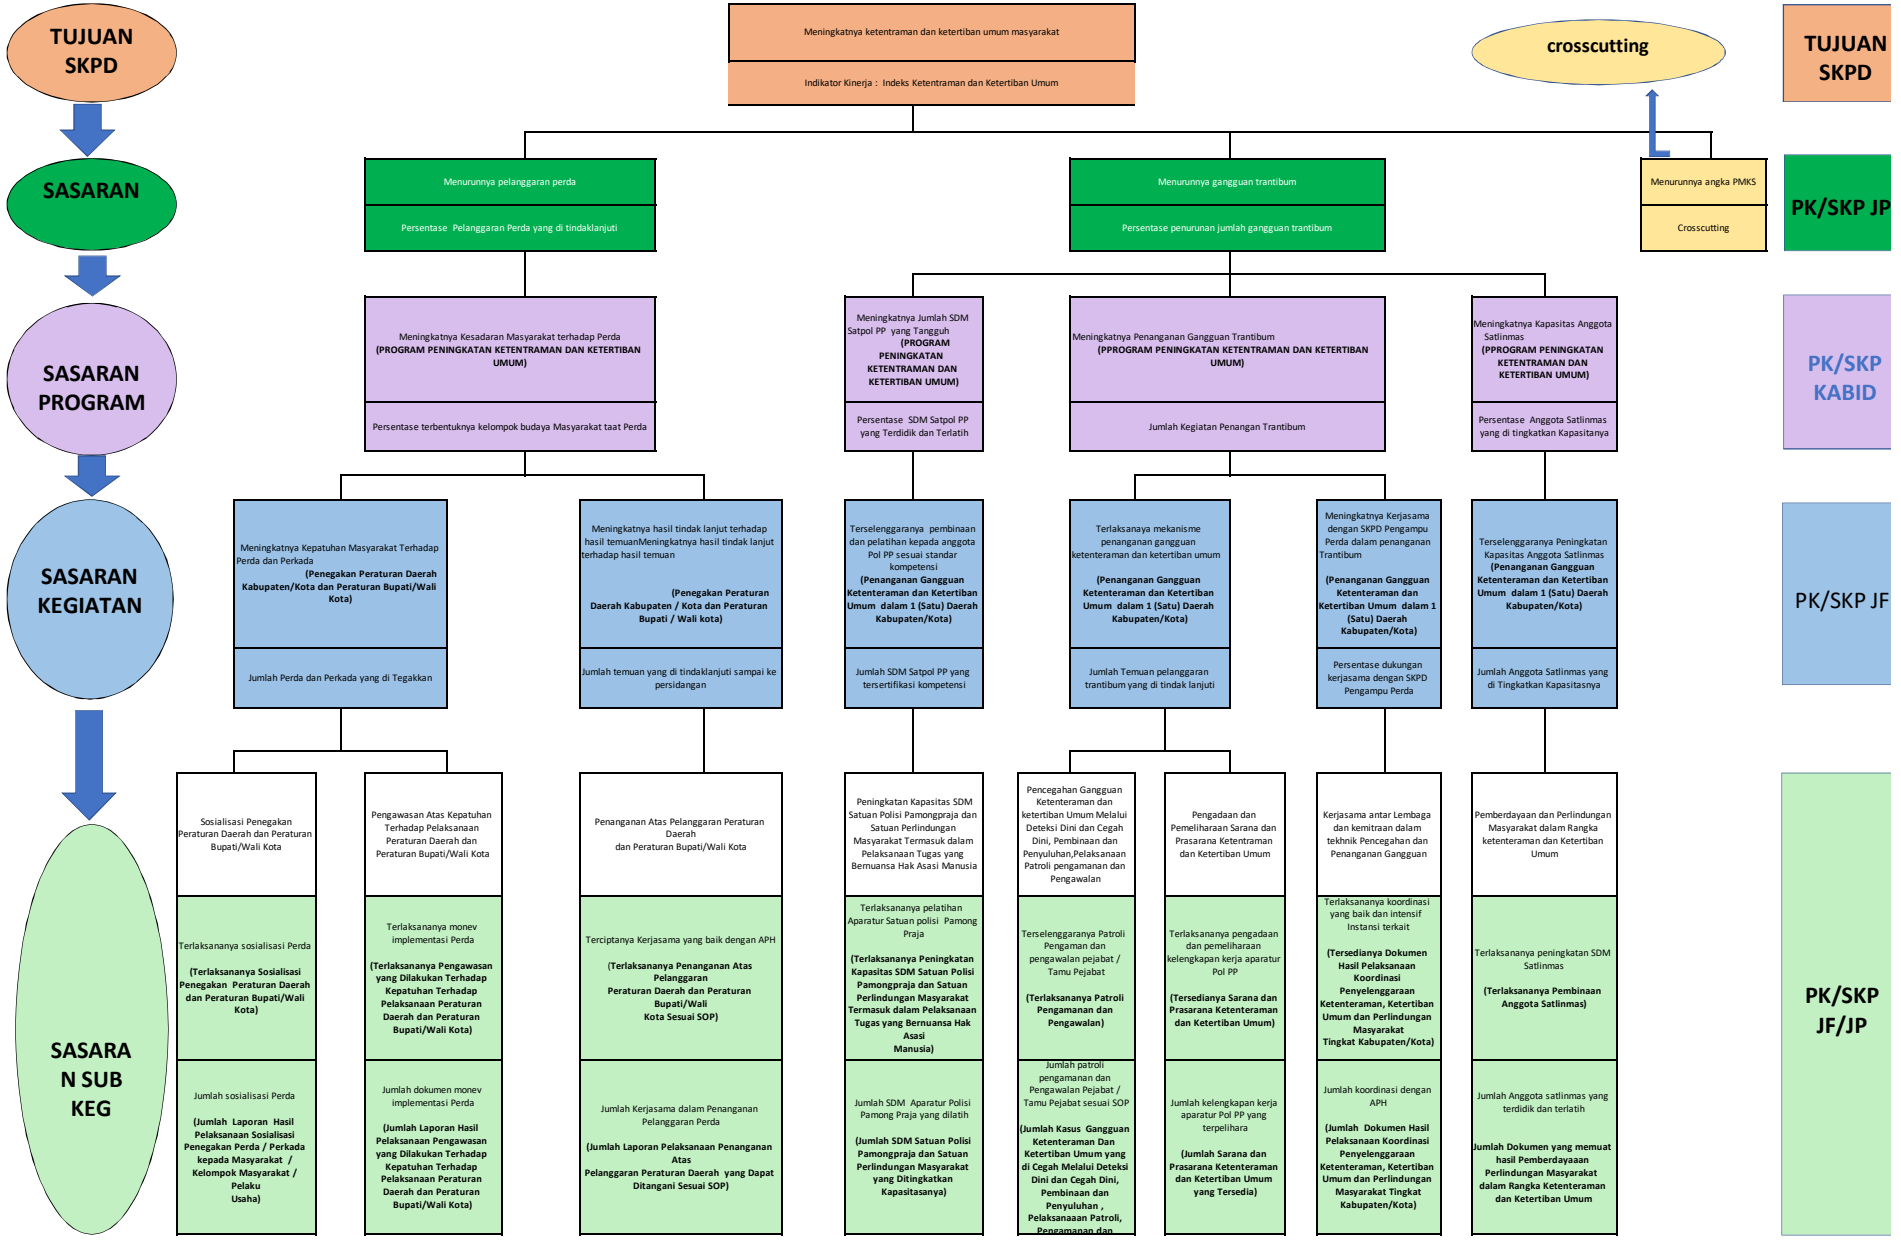 TUJUAN
SKPD
Meningkatnya ketentraman dan ketertiban umum masyarakat
Indikator Kinerja :  Indeks Ketentraman dan Ketertiban Umum
crosscutting
TUJUAN
SKPD
SASARAN
Menurunnya pelanggaran perda
Persentase  Pelanggaran Perda yang di tindaklanjuti
Menurunnya gangguan trantibum
Persentase penurunan jumlah gangguan trantibum
Menurunnya angka PMKS
Crosscutting
PK/SKP JP
SASARAN
PROGRAM
Meningkatnya Kesadaran Masyarakat terhadap Perda
(PROGRAM PENINGKATAN KETENTRAMAN DAN KETERTIBAN
UMUM)
Persentase terbentuknya kelompok budaya Masyarakat taat Perda
Meningkatnya Jumlah SDM
Satpol PP  yang Tangguh
(PROGRAM
PENINGKATAN
KETENTRAMAN DAN
KETERTIBAN UMUM)
Persentase  SDM Satpol PP
yang Terdidik dan Terlatih
Meningkatnya Penanganan Gangguan Trantibum
(PPROGRAM PENINGKATAN KETENTRAMAN DAN KETERTIBAN
UMUM)
Jumlah Kegiatan Penangan Trantibum
Meningkatnya Kapasitas Anggota
Satlinmas
(PPROGRAM PENINGKATAN
KETENTRAMAN DAN
KETERTIBAN UMUM)
Persentase  Anggota Satlinmas
yang di tingkatkan Kapasitanya
PK/SKP
KABID
SASARAN
KEGIATAN
Meningkatnya Kepatuhan Masyarakat Terhadap
Perda dan Perkada
(Penegakan Peraturan Daerah
Kabupaten/Kota dan Peraturan Bupati/Wali
Kota)
Jumlah Perda dan Perkada yang di Tegakkan
Meningkatnya hasil tindak lanjut terhadap
hasil temuanMeningkatnya hasil tindak lanjut
terhadap hasil temuan
(Penegakan Peraturan
Daerah Kabupaten / Kota dan Peraturan
Bupati / Wali kota)
Jumlah temuan yang di tindaklanjuti sampai ke
persidangan
Terselenggaranya  pembinaan
dan pelatihan kepada anggota
Pol PP sesuai standar
kompetensi
(Penanganan Gangguan
Ketenteraman dan Ketertiban
Umum  dalam 1 (Satu) Daerah
Kabupaten/Kota)
Jumlah SDM Satpol PP yang
tersertifikasi kompetensi
Terlaksanaya mekanisme
penanganan gangguan
ketenteraman dan ketertiban umum
(Penanganan Gangguan
Ketenteraman dan Ketertiban
Umum  dalam 1 (Satu) Daerah
Kabupaten/Kota)
Jumlah Temuan pelanggaran
trantibum yang di tindak lanjuti
Meningkatnya Kerjasama
dengan SKPD Pengampu
Perda dalam penanganan
Trantibum
(Penanganan Gangguan
Ketenteraman dan
Ketertiban Umum  dalam 1
(Satu) Daerah
Kabupaten/Kota)
Persentase dukungan
kerjasama dengan SKPD
Pengampu Perda
Terselenggaranya Peningkatan
Kapasitas Anggota Satlinmas
(Penanganan Gangguan
Ketenteraman dan Ketertiban
Umum  dalam 1 (Satu) Daerah
Kabupaten/Kota)
Jumlah Anggota Satlinmas yang
di Tingkatkan Kapasitasnya
PK/SKP JF
SASARA
N SUB
KEG
Sosialisasi Penegakan
Peraturan Daerah dan Peraturan
Bupati/Wali Kota
Terlaksananya sosialisasi Perda
(Terlaksananya Sosialisasi
Penegakan  Peraturan Daerah
dan Peraturan Bupati/Wali
Kota)
Jumlah sosialisasi Perda
(Jumlah  Laporan  Hasil
Pelaksanaan Sosialisasi
Penegakan Perda / Perkada
kepada Masyarakat  /
Kelompok Masyarakat /
Pelaku
Usaha)
Pengawasan Atas Kepatuhan
Terhadap Pelaksanaan
Peraturan Daerah dan
Peraturan Bupati/Wali Kota
Terlaksananya monev
implementasi Perda
(Terlaksananya Pengawasan
yang Dilakukan Terhadap
Kepatuhan Terhadap
Pelaksanaan Peraturan
Daerah dan Peraturan
Bupati/Wali Kota)
Jumlah dokumen monev
implementasi Perda
(Jumlah Laporan Hasil
Pelaksanaan Pengawasan
yang Dilakukan Terhadap
Kepatuhan Terhadap
Pelaksanaan Peraturan
Daerah dan Peraturan
Bupati/Wali Kota)
Penanganan Atas Pelanggaran Peraturan
Daerah
dan Peraturan Bupati/Wali Kota
Terciptanya Kerjasama yang baik dengan APH
(Terlaksananya Penanganan Atas
Pelanggaran
Peraturan Daerah dan Peraturan
Bupati/Wali
Kota Sesuai SOP)
Jumlah Kerjasama dalam Penanganan
Pelanggaran Perda
(Jumlah Laporan Pelaksanaan Penanganan
Atas
Pelanggaran Peraturan Daerah  yang Dapat
Ditangani Sesuai SOP)
Peningkatan Kapasitas SDM
Satuan Polisi Pamongpraja dan
Satuan Perlindungan
Masyarakat Termasuk dalam
Pelaksanaan Tugas yang
Bernuansa Hak Asasi Manusia
Terlaksananya pelatihan
Aparatur Satuan polisi  Pamong
Praja
(Terlaksananya Peningkatan
Kapasitas SDM Satuan Polisi
Pamongpraja dan Satuan
Perlindungan Masyarakat
Termasuk dalam Pelaksanaan
Tugas yang Bernuansa Hak
Asasi
Manusia)
Jumlah SDM  Aparatur Polisi
Pamong Praja yang dilatih
(Jumlah SDM Satuan Polisi
Pamongpraja dan Satuan
Perlindungan Masyarakat
yang Ditingkatkan
Kapasitasanya)
Pencegahan Gangguan
Ketenteraman dan
ketertiban Umum Melalui
Deteksi Dini dan Cegah
Dini, Pembinaan dan
Penyuluhan,Pelaksanaan
Patroli pengamanan dan
Pengawalan
Terselenggaranya Patroli
Pengaman dan
pengawalan pejabat /
Tamu Pejabat
(Terlaksananya Patroli
Pengamanan dan
Pengawalan)
Jumlah patroli
pengamanan dan
Pengawalan Pejabat /
Tamu Pejabat sesuai SOP
(Jumlah Kasus  Gangguan
Ketenteraman Dan
Ketertiban Umum yang
di Cegah Melalui Deteksi
Dini dan Cegah Dini,
Pembinaan dan
Penyuluhan ,
Pelaksanaaan Patroli,
Pengamanan dan
Pengadaan dan
Pemeliharaan Sarana dan
Prasarana Ketentraman
dan Ketertiban Umum
Terlaksananya pengadaan
dan pemeliharaan
kelengkapan kerja aparatur
Pol PP
(Tersedianya Sarana dan
Prasarana Ketenteraman
dan Ketertiban Umum)
Jumlah kelengkapan kerja
aparatur Pol PP yang
terpelihara
(Jumlah Sarana dan
Prasarana Ketenteraman
dan Ketertiban Umum
yang Tersedia)
Kerjasama antar Lembaga
dan kemitraan dalam
tekhnik Pencegahan dan
Penanganan Gangguan
Terlaksananya koordinasi
yang baik dan intensif
Instansi terkait
(Tersedianya Dokumen
Hasil Pelaksanaan
Koordinasi
Penyelenggaraan
Ketenteraman, Ketertiban
Umum dan Perlindungan
Masyarakat
Tingkat Kabupaten/Kota)
Jumlah koordinasi dengan
APH
(Jumlah  Dokumen Hasil
Pelaksanaan Koordinasi
Penyelenggaraan
Ketenteraman, Ketertiban
Umum dan Perlindungan
Masyarakat Tingkat
Kabupaten/Kota)
Pemberdayaan dan Perlindungan
Masyarakat dalam Rangka
ketenteraman dan Ketertiban
Umum
Terlaksananya peningkatan SDM
Satlinmas
(Terlaksananya Pembinaan
Anggota Satlinmas)
Jumlah Anggota satlinmas yang
terdidik dan terlatih
Jumlah Dokumen yang memuat
hasil Pemberdayaaan
Perlindungan Masyarakat
dalam Rangka Ketenteraman
dan Ketertiban Umum
PK/SKP
JF/JP